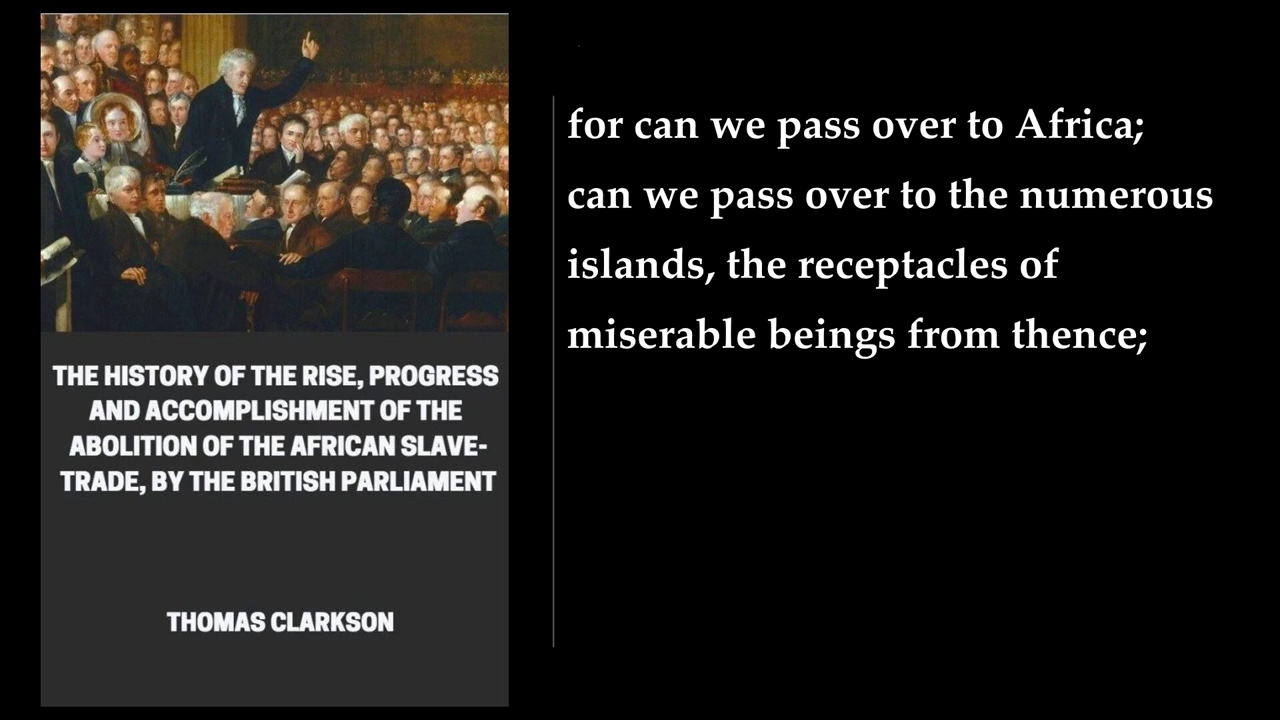 THE HISTORY OF THE RISE, PROGRESS
AND ACCOMPLISHMENT OF THE
ABOLITION OF THE AFRICAN SLAVE-
TRADE, BY THE BRITISH PARLIAMENT
THOMAS CLARKSON
for can we pass over to Africa;
can we pass over to the numerous
islands, the receptacles of
miserable beings from thence;